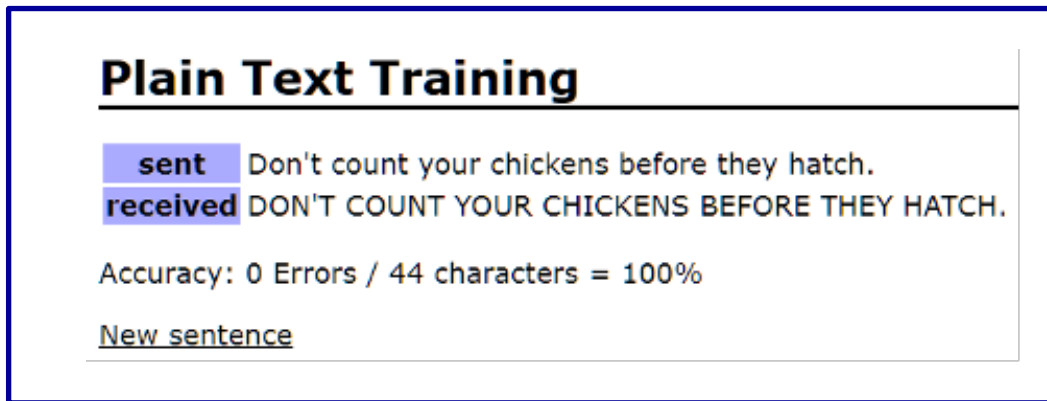 Plain Text Training
sent Don't count your chickens before they hatch.
received DON'T COUNT YOUR CHICKENS BEFORE THEY HATCH.
Accuracy: 0 Errors / 44 characters = 100%
New sentence